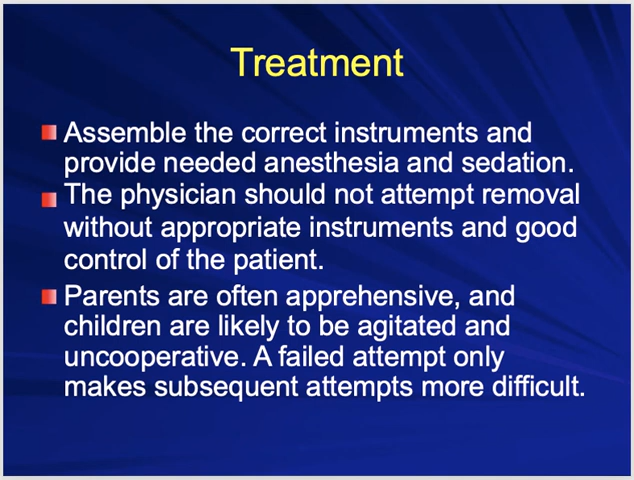 Treatment
Assemble the correct instruments and
provide needed anesthesia and sedation.
The physician should not attempt removal
without appropriate instruments and good
control of the patient.
Parents are often apprehensive, and
children are likely to be agitated and
uncooperative. A failed attempt only
makes subsequent attempts more difficult.